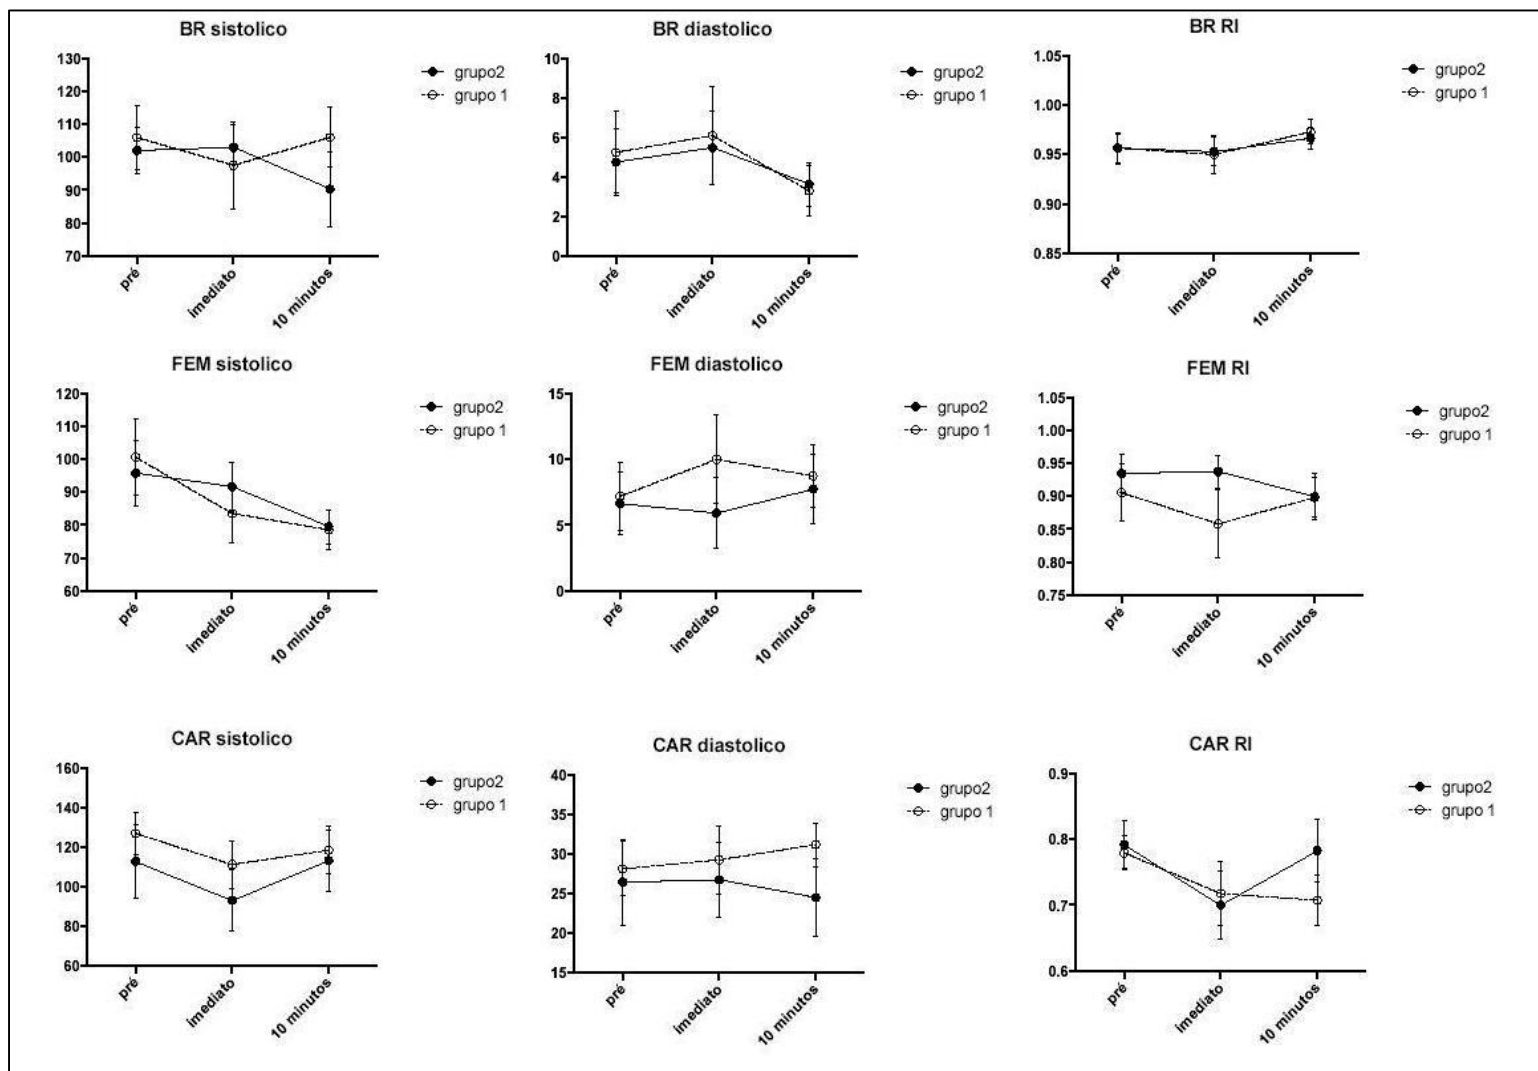 BR sistolico
130
120
110
100
90
80
70
pré
imediato
10 minutos
grupo2
grupo 1
BR diastolico
10
8
6
4
2
0
pré
imediato
10 minutos
grupo2
grupo 1
BR RI
1.05
1.00
0.95
0.90
0.85
pré
imediato
10 minutos
grupo2
grupo 1
FEM sistolico
120
110
100
90
80
70
60
pré
imediato
10 minutos
grupo2
grupo 1
FEM diastolico
15
10
5
0
pré
imediato
10 minutos
grupo2
grupo 1
FEM RI
1.05
1.00
0.95
0.90
0.85
0.80
0.75
pré
imediato
10 minutos
grupo2
grupo 1
CAR sistolico
160
140
120
100
80
60
pré
imediato
10 minutos
grupo2
grupo 1
CAR diastolico
40
35
30
25
20
15
pré
imediato
10 minutos
grupo2
grupo 1
CAR RI
0.9
0.8
0.7
0.6
pré
imediato
10 minutos
grupo2
grupo 1